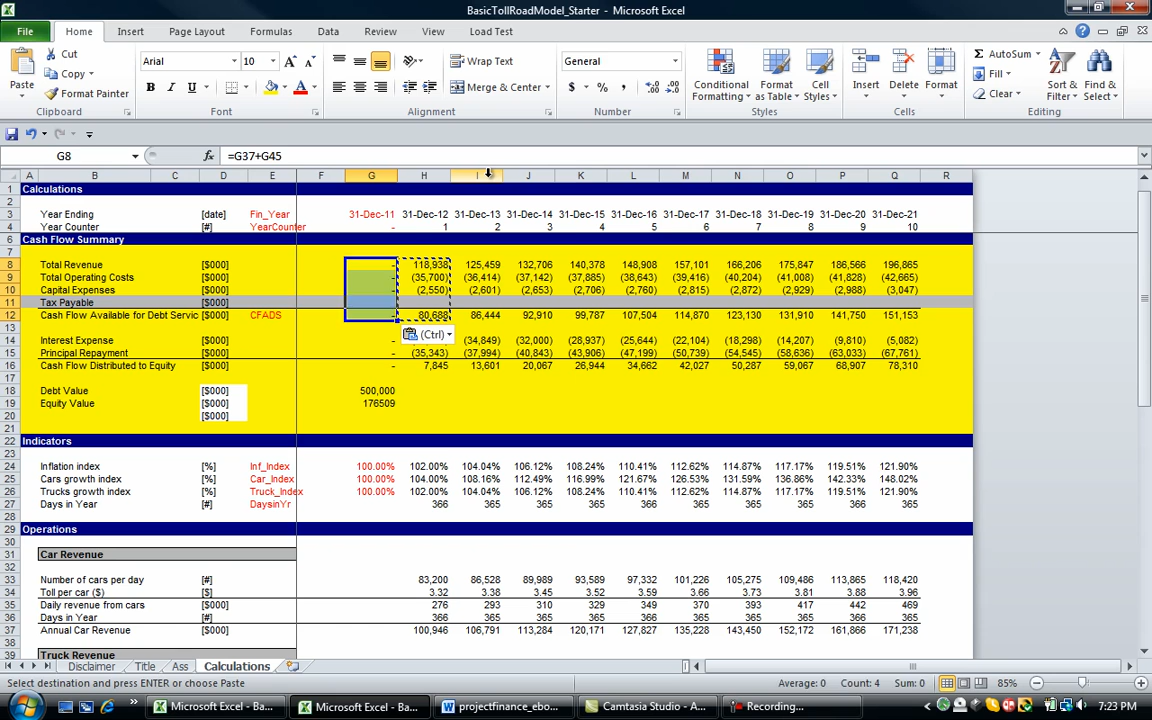 BasicTollRoadModel_Starter - Microsoft Excel
File Home Insert Page Layout Formulas Data Review View Load Test
Cut Arial 10 Wrap Text General AutoSum
Copy Fill
Paste Format Painter B I U A Merge & Center $ % , Conditional Formatting Format as Table Cell Styles Insert Delete Format Clear Sort & Filter Find & Select
Clipboard Font Alignment Number Styles Cells Editing
G8 fx =G37+G45
A B C D E F G H I J K L M N O P Q R
1 Calculations
2
3 Year Ending [date] Fin_Year 31-Dec-11 31-Dec-12 31-Dec-13 31-Dec-14 31-Dec-15 31-Dec-16 31-Dec-17 31-Dec-18 31-Dec-19 31-Dec-20 31-Dec-21
4 Year Counter [#] YearCounter - 1 2 3 4 5 6 7 8 9 10
6 Cash Flow Summary
7
8 Total Revenue [$000] - 118,938 125,459 132,706 140,378 148,908 157,101 166,206 175,847 186,566 196,865
9 Total Operating Costs [$000] - (35,700) (36,414) (37,142) (37,885) (38,643) (39,416) (40,204) (41,008) (41,828) (42,665)
10 Capital Expenses [$000] - (2,550) (2,601) (2,653) (2,706) (2,760) (2,815) (2,872) (2,929) (2,988) (3,047)
11 Tax Payable [$000]
12 Cash Flow Available for Debt Servic [$000] CFADS - 80,688 86,444 92,910 99,787 107,504 114,870 123,130 131,910 141,750 151,153
13 (Ctrl)
14 Interest Expense [$000] - (34,849) (32,000) (28,937) (25,644) (22,104) (18,298) (14,207) (9,810) (5,082)
15 Principal Repayment [$000] - (35,343) (37,994) (40,843) (43,906) (47,199) (50,739) (54,545) (58,636) (63,033) (67,761)
16 Cash Flow Distributed to Equity [$000] - 7,845 13,601 20,067 26,944 34,662 42,027 50,287 59,067 68,907 78,310
17
18 Debt Value [$000] 500,000
19 Equity Value [$000] 176509
20 [$000]
21
22 Indicators
23
24 Inflation index [%] Inf_Index 100.00% 102.00% 104.04% 106.12% 108.24% 110.41% 112.62% 114.87% 117.17% 119.51% 121.90%
25 Cars growth index [%] Car_Index 100.00% 104.00% 108.16% 112.49% 116.99% 121.67% 126.53% 131.59% 136.86% 142.33% 148.02%
26 Trucks growth index [%] Truck_Index 100.00% 102.00% 104.04% 106.12% 108.24% 110.41% 112.62% 114.87% 117.17% 119.51% 121.90%
27 Days in Year [#] DaysinYr 366 365 365 365 366 365 365 365 366 365
28
29 Operations
30
31 Car Revenue
32
33 Number of cars per day [#] 83,200 86,528 89,989 93,589 97,332 101,226 105,275 109,486 113,865 118,420
34 Toll per car ($) [$] 3.32 3.38 3.45 3.52 3.59 3.66 3.73 3.81 3.88 3.96
35 Daily revenue from cars [$000] 276 293 310 329 349 370 393 417 442 469
36 Days in Year [#] 366 365 365 365 366 365 365 365 366 365
37 Annual Car Revenue [$000] 100,946 106,791 113,284 120,171 127,827 135,228 143,450 152,172 161,866 171,238
38
39 Truck Revenue
Disclaimer Title Ass Calculations
Select destination and press ENTER or choose Paste Average: 0 Count: 4 Sum: 0 85%
Microsoft Excel - Ba... Microsoft Excel - Ba... projectfinance_ebo... Camtasia Studio - A... Recording... 7:23 PM